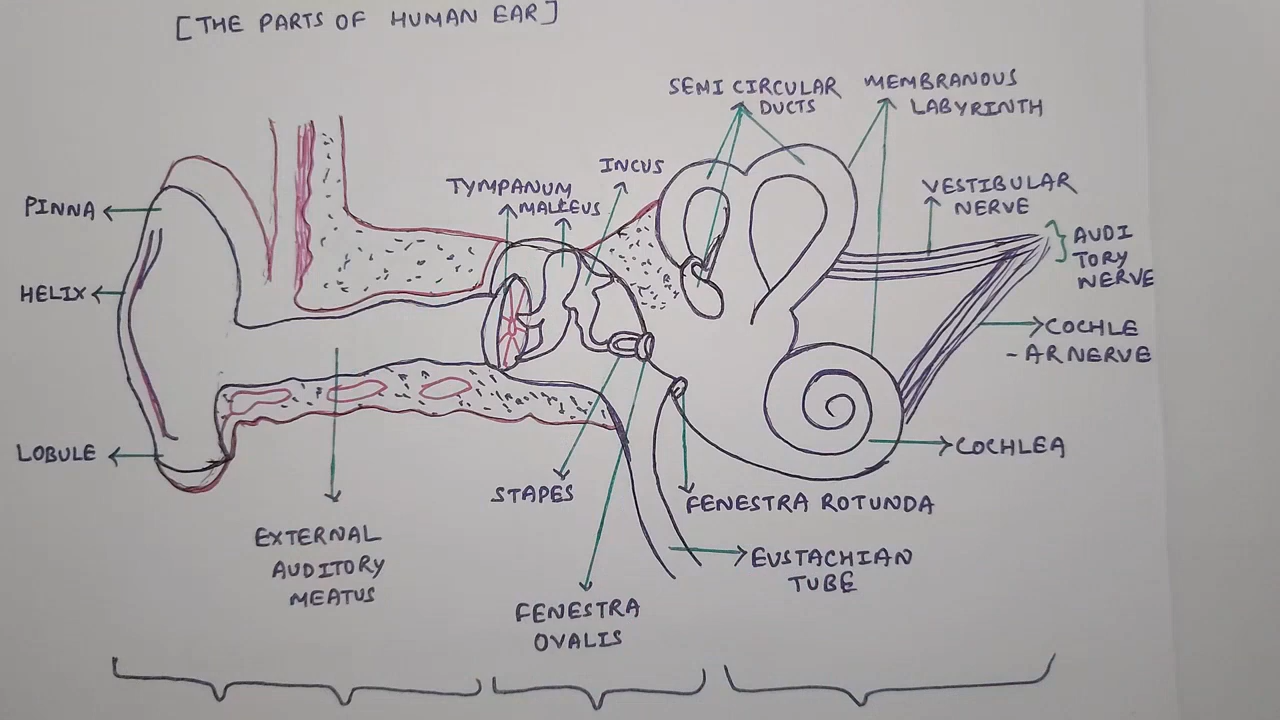 [THE PARTS OF HUMAN EAR]
SEMI CIRCULAR
DUCTS
MEMBRANOUS
LABYRINTH
INCUS
TYMPANUM
MALLEUS
VESTIBULAR
NERVE
PINNA
AUDI
TORY
NERVE
HELIX
COCHLE
-AR NERVE
LOBULE
COCHLEA
STAPES
FENESTRA ROTUNDA
EXTERNAL
AUDITORY
MEATUS
EUSTACHIAN
TUBE
FENESTRA
OVALIS